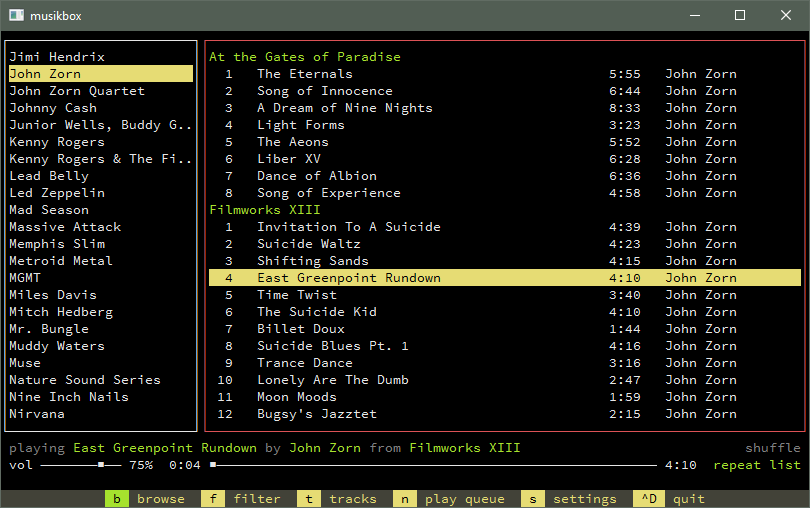 musikbox
Jimi Hendrix
John Zorn
John Zorn Quartet
Johnny Cash
Junior Wells, Buddy G..
Kenny Rogers
Kenny Rogers & The Fi..
Lead Belly
Led Zeppelin
Mad Season
Massive Attack
Memphis Slim
Metroid Metal
MGMT
Miles Davis
Mitch Hedberg
Mr. Bungle
Muddy Waters
Muse
Nature Sound Series
Nine Inch Nails
Nirvana
At the Gates of Paradise
1 The Eternals 5:55 John Zorn
2 Song of Innocence 6:44 John Zorn
3 A Dream of Nine Nights 8:33 John Zorn
4 Light Forms 3:23 John Zorn
5 The Aeons 5:52 John Zorn
6 Liber XV 6:28 John Zorn
7 Dance of Albion 6:36 John Zorn
8 Song of Experience 4:58 John Zorn
Filmworks XIII
1 Invitation To A Suicide 4:39 John Zorn
2 Suicide Waltz 4:23 John Zorn
3 Shifting Sands 4:15 John Zorn
4 East Greenpoint Rundown 4:10 John Zorn
5 Time Twist 3:40 John Zorn
6 The Suicide Kid 4:10 John Zorn
7 Billet Doux 1:44 John Zorn
8 Suicide Blues Pt. 1 4:16 John Zorn
9 Trance Dance 3:16 John Zorn
10 Lonely Are The Dumb 2:47 John Zorn
11 Moon Moods 1:59 John Zorn
12 Bugsy's Jazztet 2:15 John Zorn
playing East Greenpoint Rundown by John Zorn from Filmworks XIII shuffle
vol 75% 0:04 4:10 repeat list
b browse f filter t tracks n play queue s settings ^D quit